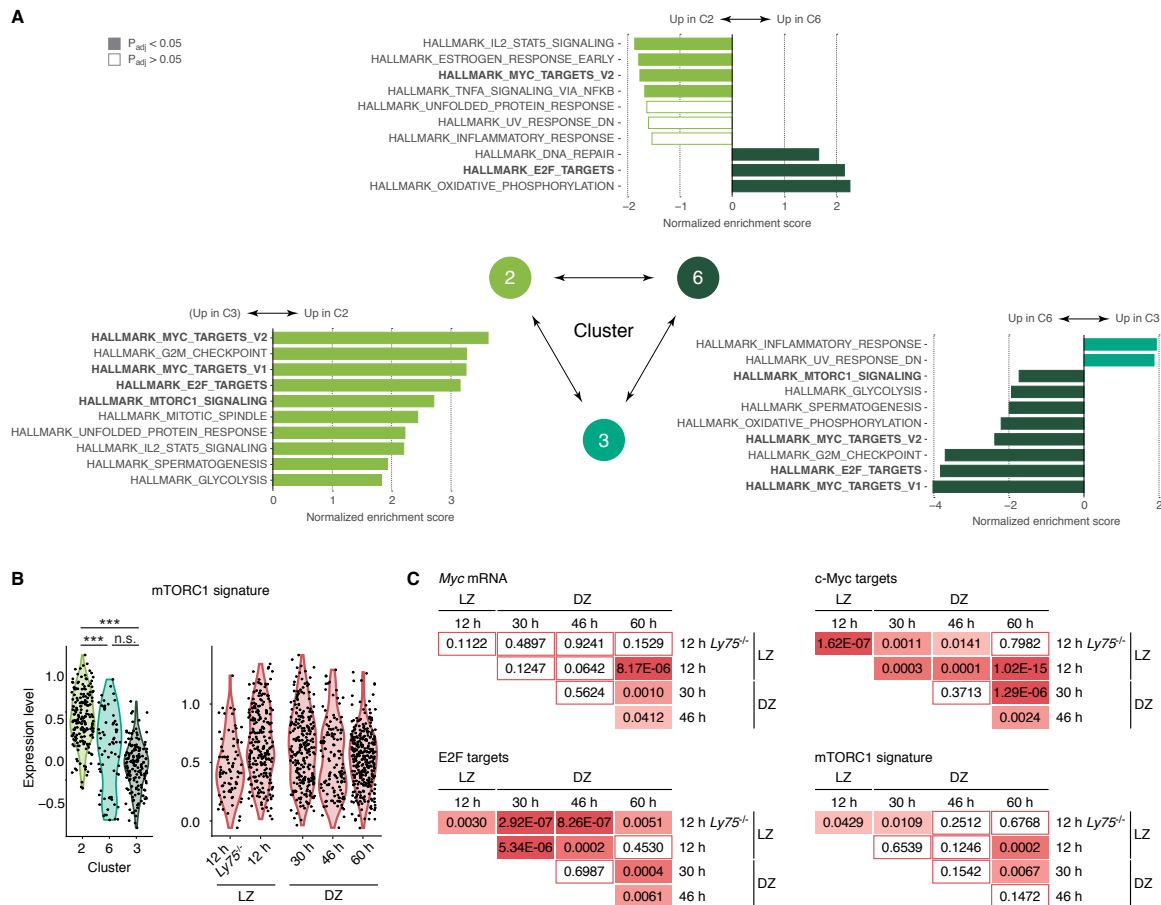 A
Up in C2 Up in C6
Padj < 0.05
Padj > 0.05
HALLMARK_IL2_STAT5_SIGNALING
HALLMARK_ESTROGEN_RESPONSE_EARLY
HALLMARK_MYC_TARGETS_V2
HALLMARK_TNFA_SIGNALING_VIA_NFKB
HALLMARK_UNFOLDED_PROTEIN_RESPONSE
HALLMARK_UV_RESPONSE_DN
HALLMARK_INFLAMMATORY_RESPONSE
HALLMARK_DNA_REPAIR
HALLMARK_E2F_TARGETS
HALLMARK_OXIDATIVE_PHOSPHORYLATION
−2 −1 0 1 2
Normalized enrichment score
2 6
Cluster
3
(Up in C3) Up in C2
HALLMARK_MYC_TARGETS_V2
HALLMARK_G2M_CHECKPOINT
HALLMARK_MYC_TARGETS_V1
HALLMARK_E2F_TARGETS
HALLMARK_MTORC1_SIGNALING
HALLMARK_MITOTIC_SPINDLE
HALLMARK_UNFOLDED_PROTEIN_RESPONSE
HALLMARK_IL2_STAT5_SIGNALING
HALLMARK_SPERMATOGENESIS
HALLMARK_GLYCOLYSIS
0 1 2 3
Normalized enrichment score
Up in C6 Up in C3
HALLMARK_INFLAMMATORY_RESPONSE
HALLMARK_UV_RESPONSE_DN
HALLMARK_MTORC1_SIGNALING
HALLMARK_GLYCOLYSIS
HALLMARK_SPERMATOGENESIS
HALLMARK_OXIDATIVE_PHOSPHORYLATION
HALLMARK_MYC_TARGETS_V2
HALLMARK_G2M_CHECKPOINT
HALLMARK_E2F_TARGETS
HALLMARK_MYC_TARGETS_V1
−4 −2 0 2
Normalized enrichment score
B
mTORC1 signature
***
*** n.s.
Expression level
1.0
0.5
0.0
−0.5
2 6 3
Cluster
1.0
0.5
0.0
12 h Ly75-/- 12 h 30 h 46 h 60 h
LZ DZ
C
Myc mRNA
LZ DZ
12 h 30 h 46 h 60 h
0.1122 0.4897 0.9241 0.1529 12 h Ly75-/-
0.1247 0.0642 8.17E-06 12 h
0.5624 0.0010 30 h
0.0412 46 h
LZ
DZ
c-Myc targets
LZ DZ
12 h 30 h 46 h 60 h
1.62E-07 0.0011 0.0141 0.7982 12 h Ly75-/-
0.0003 0.0001 1.02E-15 12 h
0.3713 1.29E-06 30 h
0.0024 46 h
LZ
DZ
E2F targets
LZ DZ
12 h 30 h 46 h 60 h
0.0030 2.92E-07 8.26E-07 0.0051 12 h Ly75-/-
5.34E-06 0.0002 0.4530 12 h
0.6987 0.0004 30 h
0.0061 46 h
LZ
DZ
mTORC1 signature
LZ DZ
12 h 30 h 46 h 60 h
0.0429 0.0109 0.2512 0.6768 12 h Ly75-/-
0.6539 0.1246 0.0002 12 h
0.1542 0.0067 30 h
0.1472 46 h
LZ
DZ